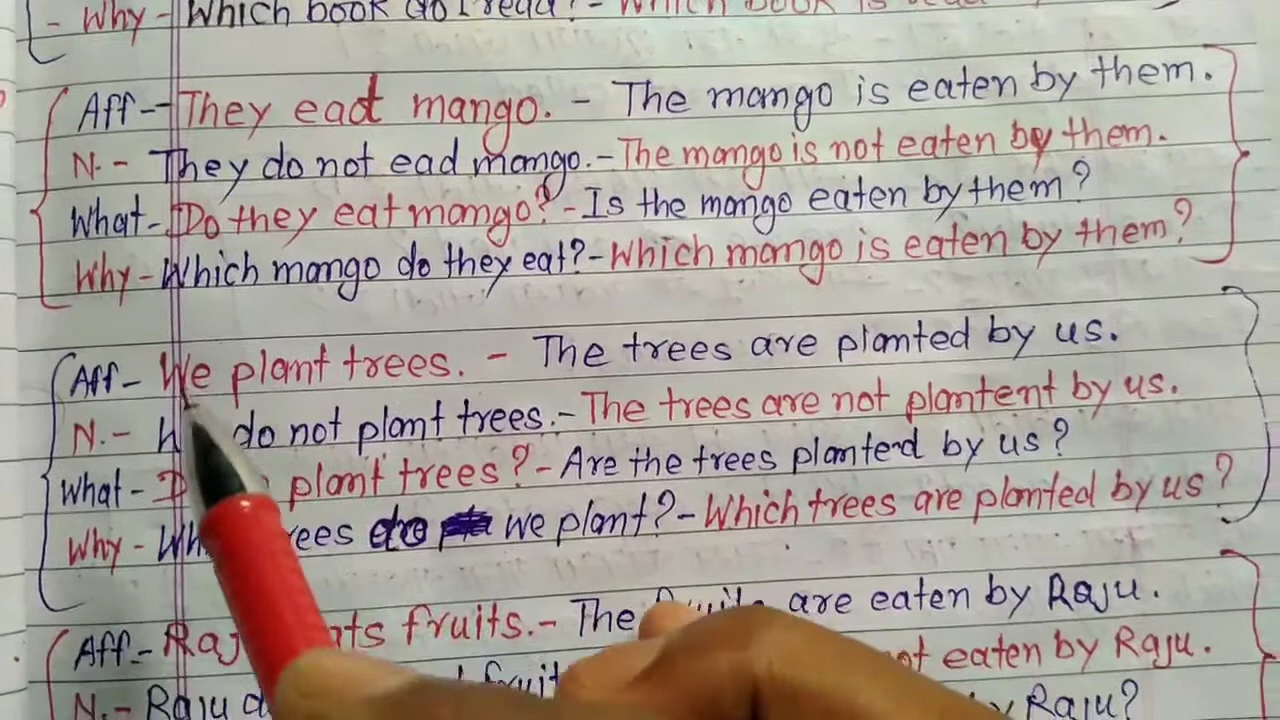 - Why - Which book do I read? - Which book is read
Aff - They eat mango. - The mango is eaten by them.
N. - They do not ead mango. - The mango is not eaten by them.
What - Do they eat mango? - Is the mango eaten by them?
Why - Which mango do they eat? - Which mango is eaten by them?
Aff - We plant trees. - The trees are planted by us.
N. - do not plant trees. - The trees are not plantent by us.
What - plant trees? - Are the trees planted by us?
Why - do we plant? - Which trees are planted by us?
Aff - fruits. - The are eaten by Raju.
N. - Raju eaten by Raju.
by Raju?